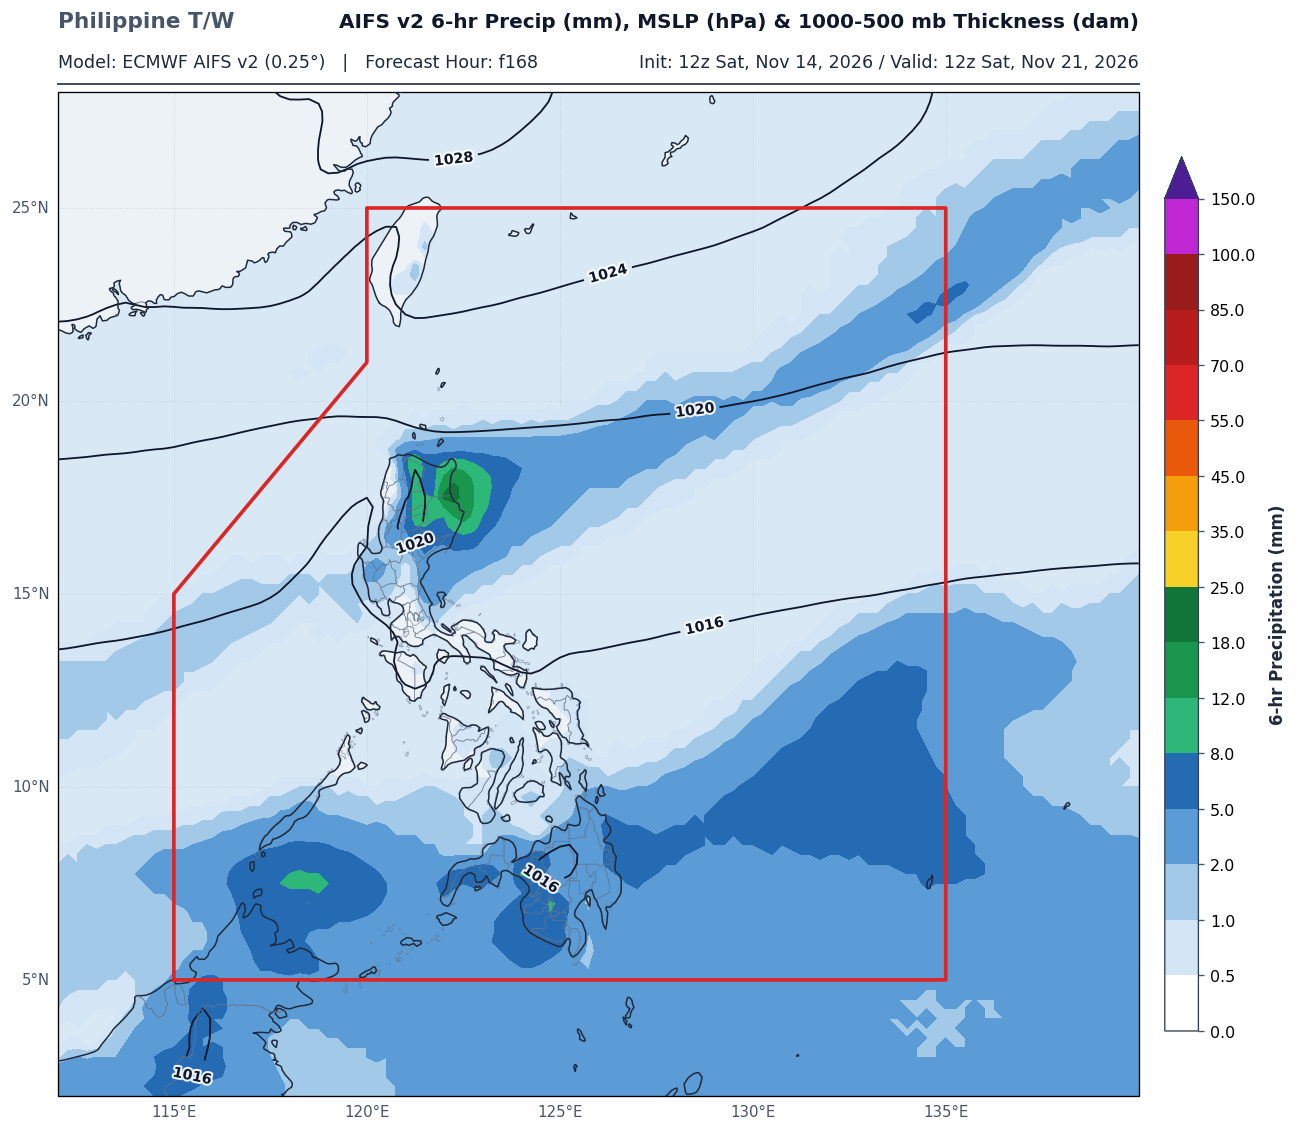 Philippine T/W
AIFS v2 6-hr Precip (mm), MSLP (hPa) & 1000-500 mb Thickness (dam)
Model: ECMWF AIFS v2 (0.25°)   |   Forecast Hour: f168
Init: 12z Sat, Nov 14, 2026 / Valid: 12z Sat, Nov 21, 2026
1028
25°N
1024
20°N
1020
1020
15°N
1016
10°N
1016
5°N
1016
115°E
120°E
125°E
130°E
135°E
150.0
100.0
85.0
70.0
55.0
45.0
35.0
25.0
18.0
12.0
8.0
5.0
2.0
1.0
0.5
0.0
6-hr Precipitation (mm)